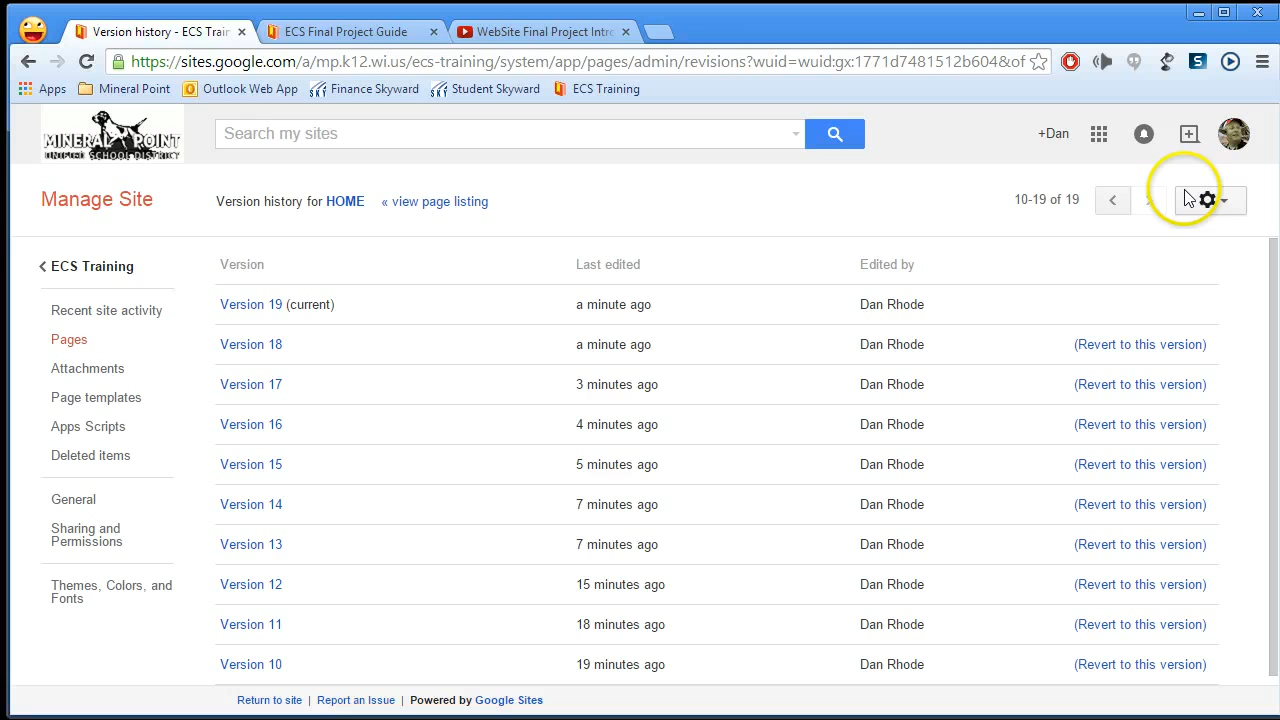 Version history - ECS Train
ECS Final Project Guide
WebSite Final Project Intro
https://sites.google.com/a/mp.k12.wi.us/ecs-training/system/app/pages/admin/revisions?wuid=wuid:gx:1771d7481512b604&of
Apps Mineral Point Outlook Web App Finance Skyward Student Skyward ECS Training
MINERAL POINT
UNIFIED SCHOOL DISTRICT
Search my sites
+Dan
Manage Site
Version history for HOME « view page listing
10-19 of 19
ECS Training
Recent site activity
Pages
Attachments
Page templates
Apps Scripts
Deleted items
General
Sharing and
Permissions
Themes, Colors, and
Fonts
Version Last edited Edited by
Version 19 (current) a minute ago Dan Rhode
Version 18 a minute ago Dan Rhode (Revert to this version)
Version 17 3 minutes ago Dan Rhode (Revert to this version)
Version 16 4 minutes ago Dan Rhode (Revert to this version)
Version 15 5 minutes ago Dan Rhode (Revert to this version)
Version 14 7 minutes ago Dan Rhode (Revert to this version)
Version 13 7 minutes ago Dan Rhode (Revert to this version)
Version 12 15 minutes ago Dan Rhode (Revert to this version)
Version 11 18 minutes ago Dan Rhode (Revert to this version)
Version 10 19 minutes ago Dan Rhode (Revert to this version)
Return to site | Report an Issue | Powered by Google Sites